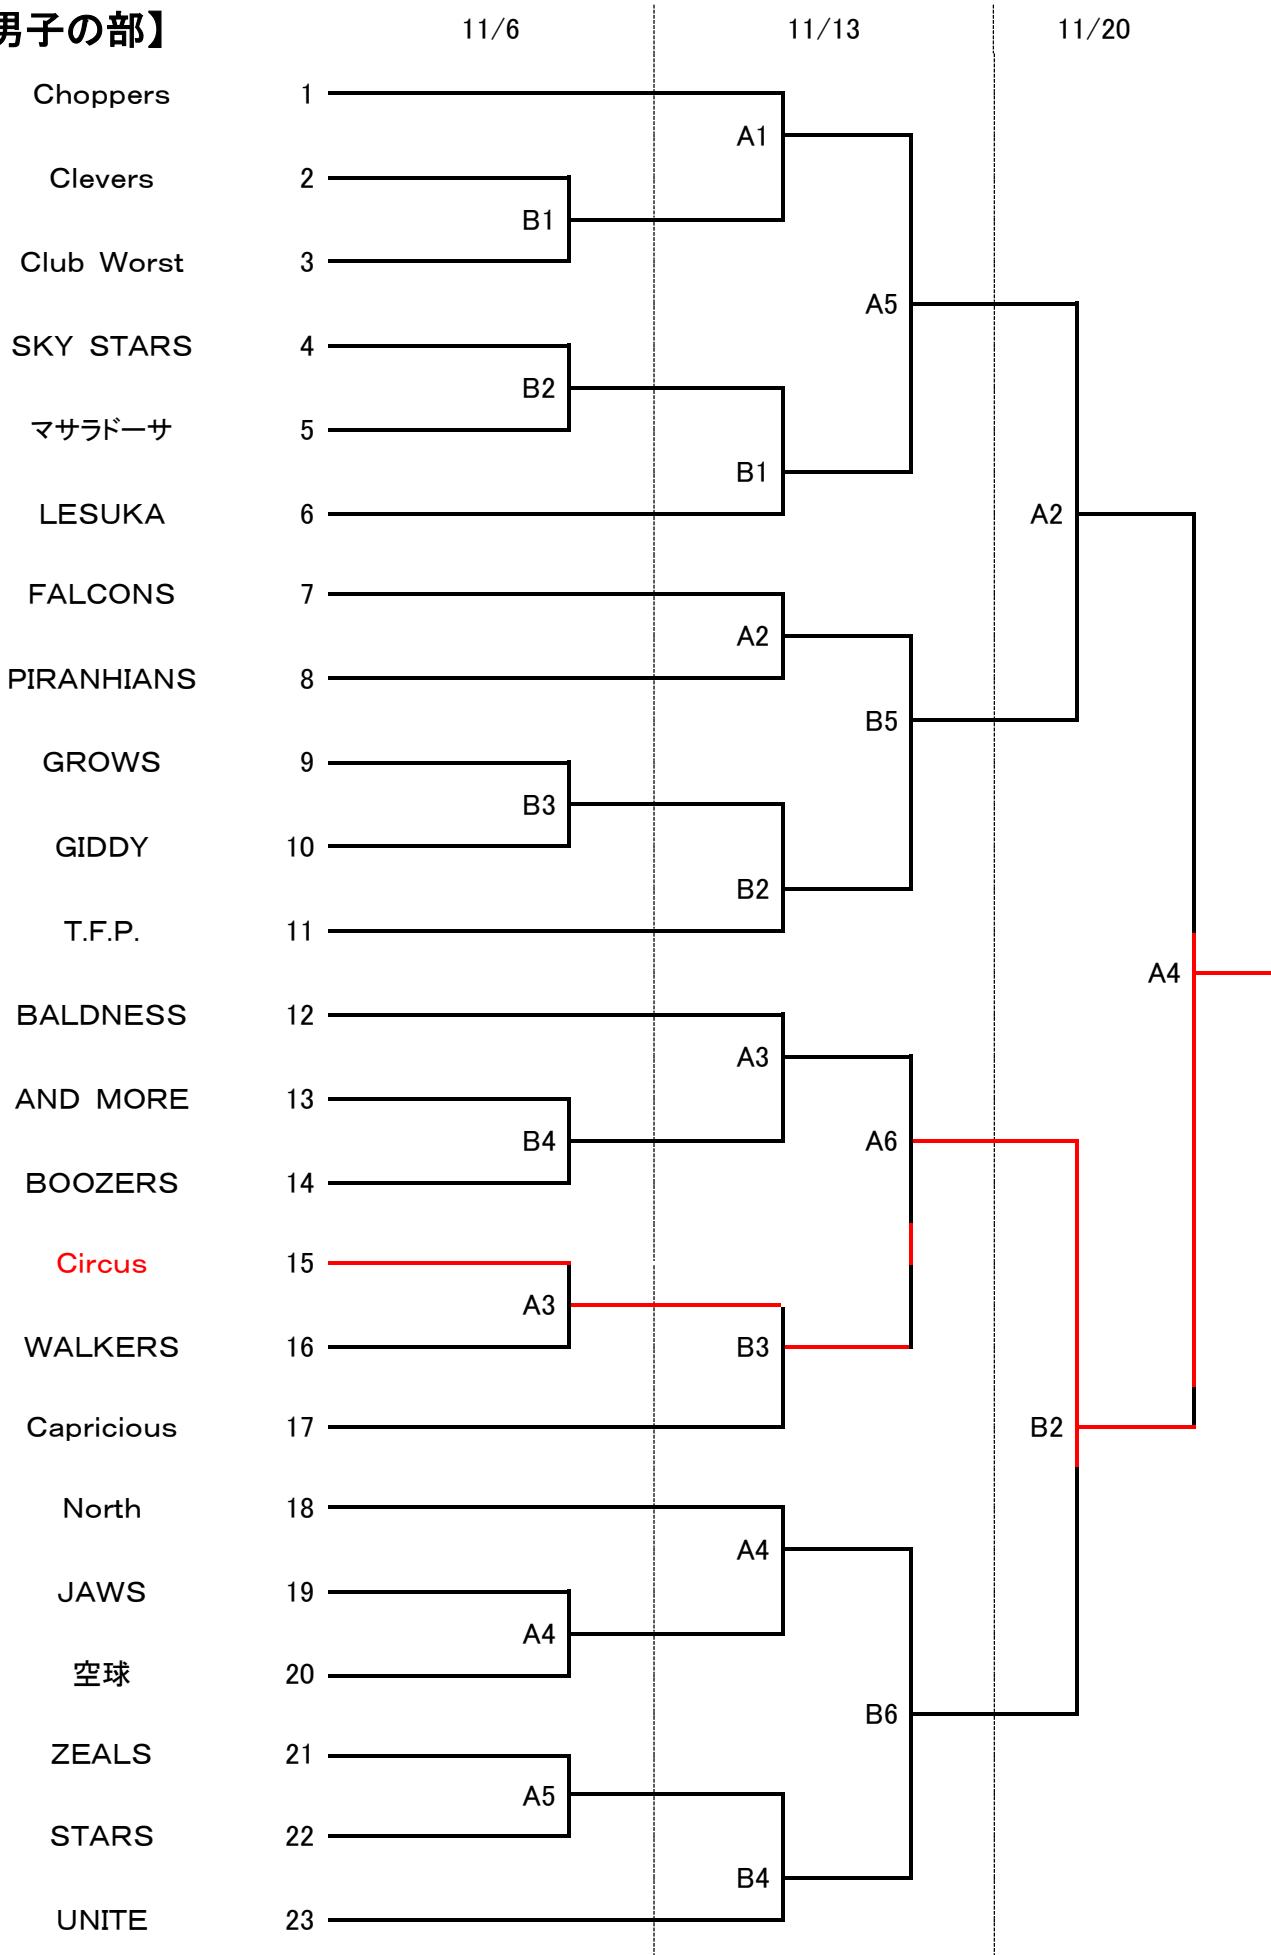 男子の部】 11/6 11/13 11/20
Choppers 1
A1
Clevers 2
B1
Club Worst 3
A5
SKY STARS 4
B2
マサラドーサ 5
B1
LESUKA 6 A2
FALCONS 7
A2
PIRANHIANS 8
B5
GROWS 9
B3
GIDDY 10
B2
T.F.P. 11
A4
BALDNESS 12
A3
AND MORE 13
B4 A6
BOOZERS 14
Circus 15
A3
WALKERS 16 B3
Capricious 17 B2
North 18
A4
JAWS 19
A4
空球 20
B6
ZEALS 21
A5
STARS 22
B4
UNITE 23